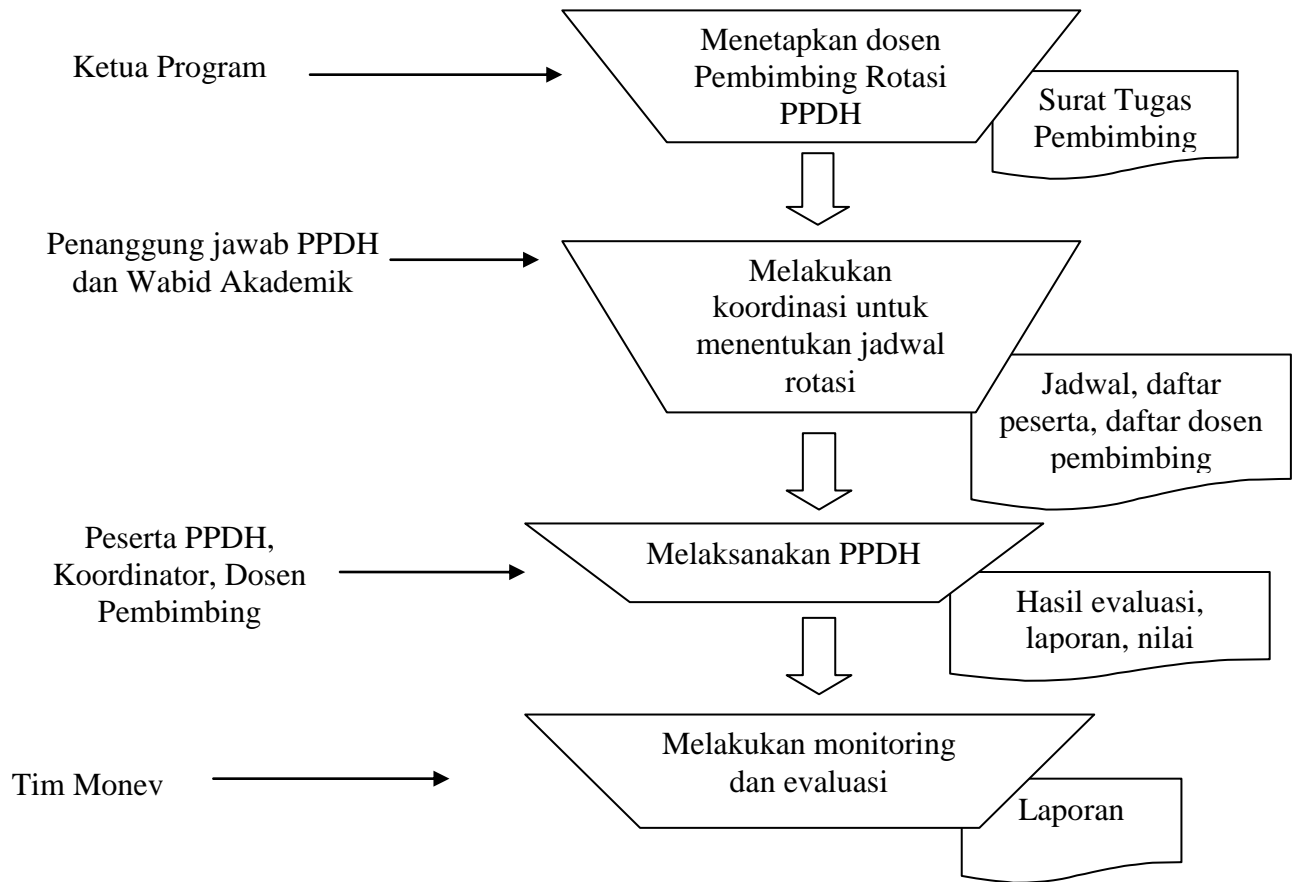 Ketua Program
Menetapkan dosen
Pembimbing Rotasi
PPDH
Surat Tugas
Pembimbing
Penanggung jawab PPDH
dan Wabid Akademik
Melakukan
koordinasi untuk
menentukan jadwal
rotasi
Jadwal, daftar
peserta, daftar dosen
pembimbing
Peserta PPDH,
Koordinator, Dosen
Pembimbing
Melaksanakan PPDH
Hasil evaluasi,
laporan, nilai
Tim Monev
Melakukan monitoring
dan evaluasi
Laporan